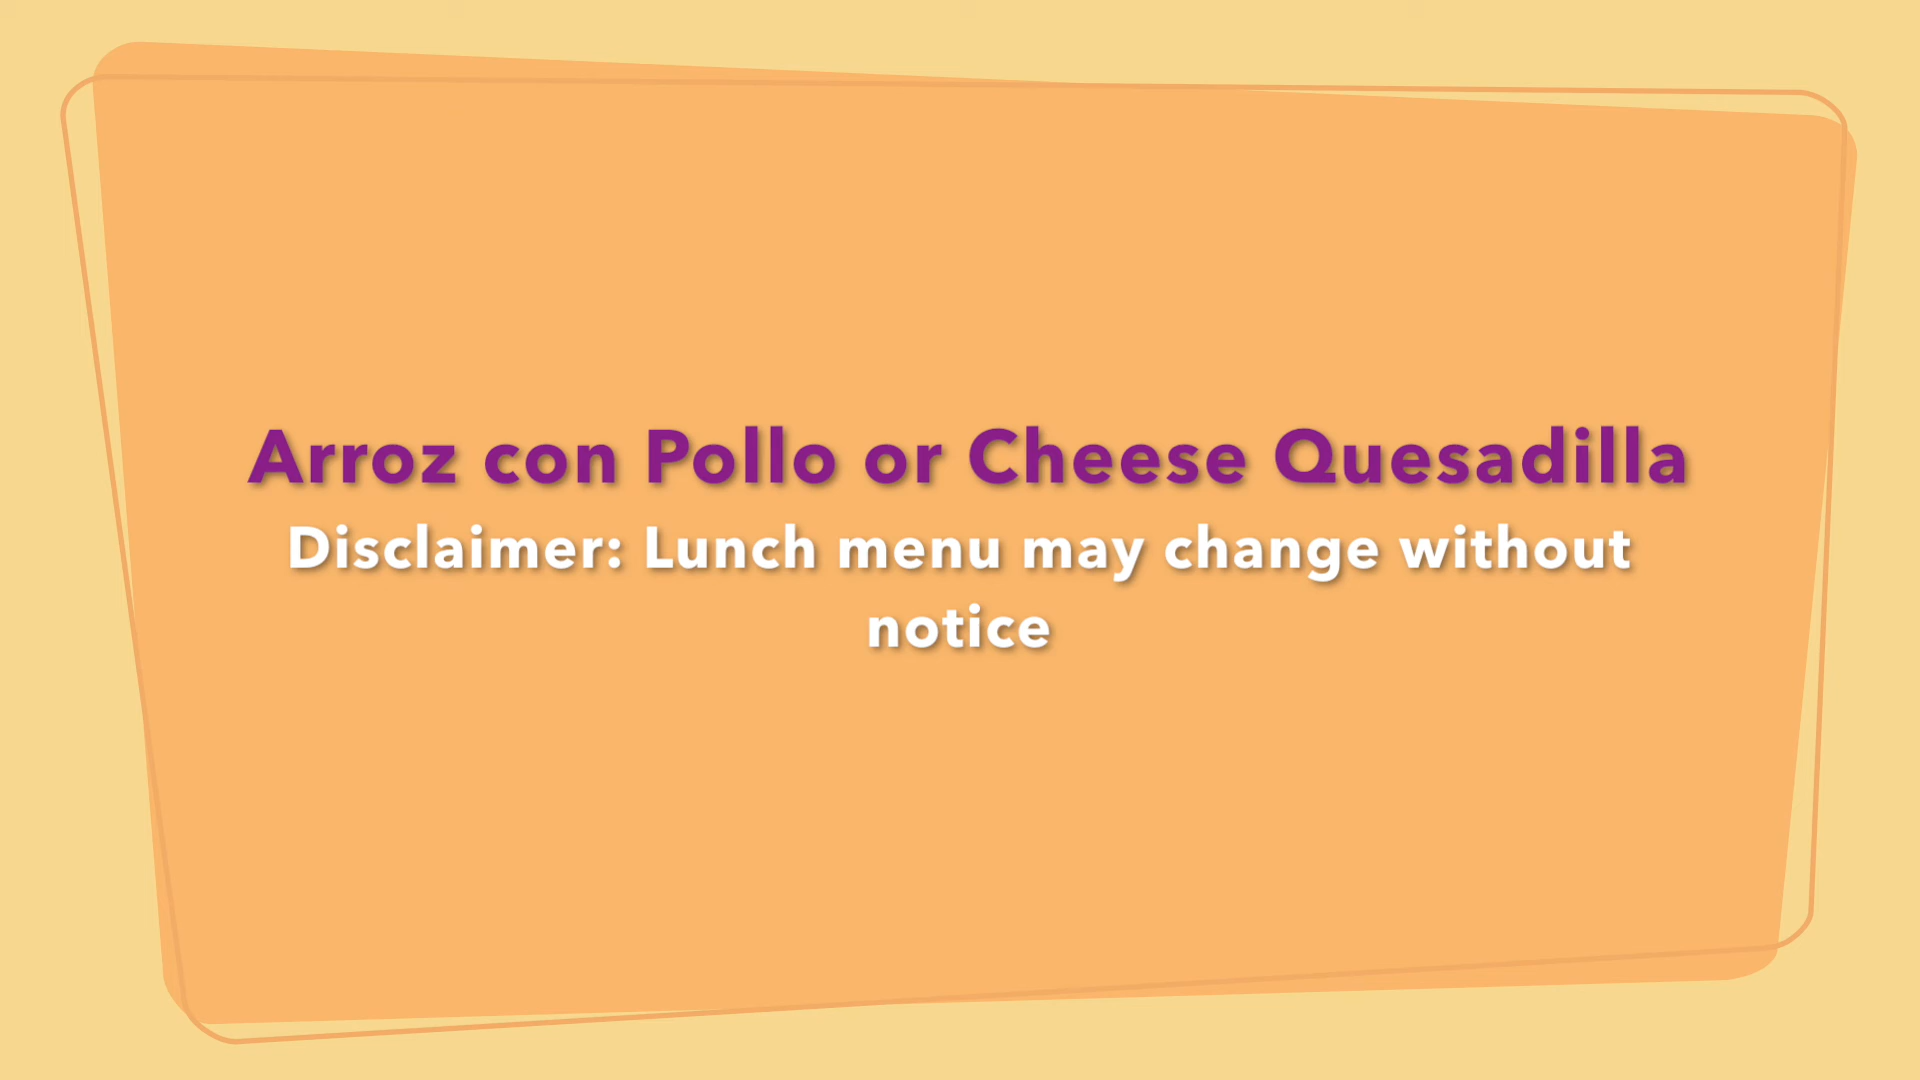 Arroz con Pollo or Cheese Quesadilla
Disclaimer: Lunch menu may change without
notice